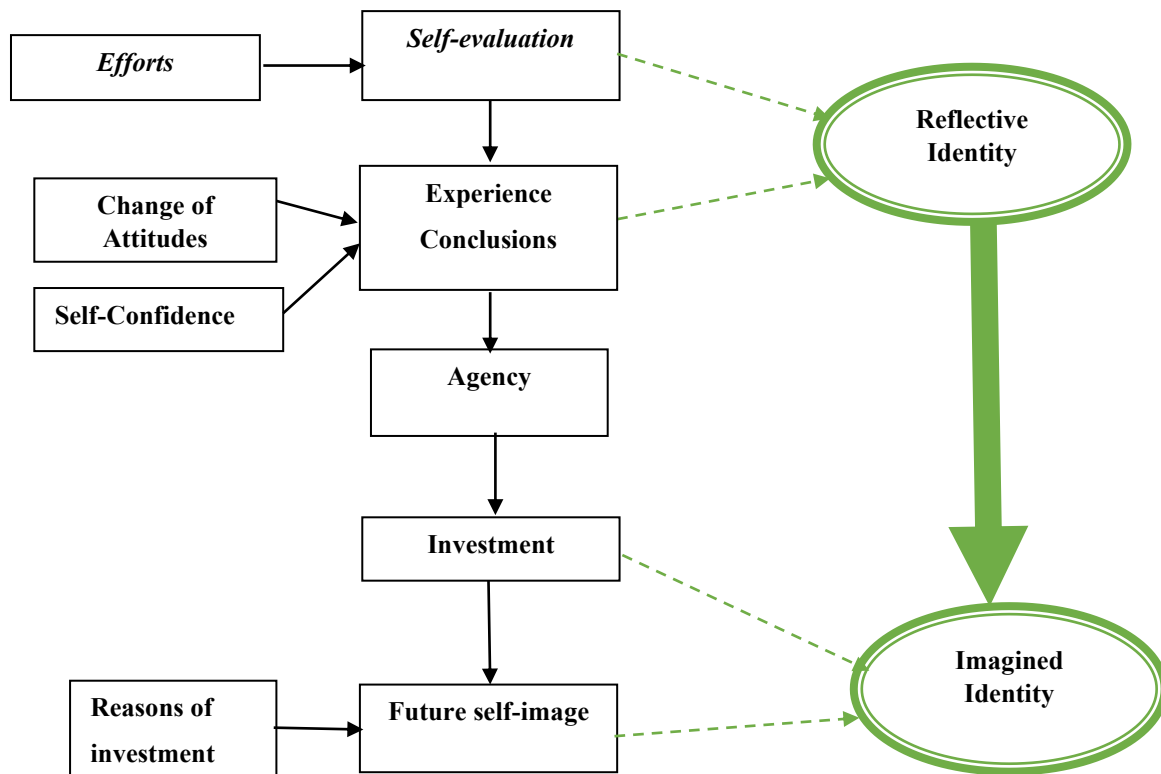 Self-evaluation
Efforts
Reflective
Identity
Experience
Conclusions
Change of
Attitudes
Self-Confidence
Agency
Investment
Imagined
Identity
Future self-image
Reasons of
investment